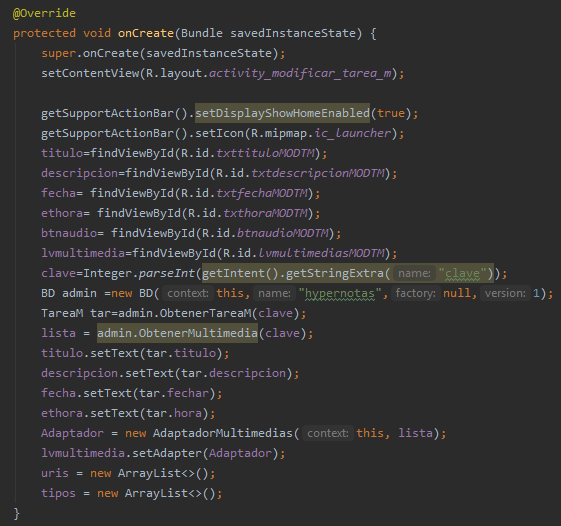 @Override
protected void onCreate(Bundle savedInstanceState) {
super.onCreate(savedInstanceState);
setContentView(R.layout.activity_modificar_tarea_m);
getSupportActionBar().setDisplayShowHomeEnabled(true);
getSupportActionBar().setIcon(R.mipmap.ic_launcher);
titulo=findViewById(R.id.txttituloMODTM);
descripcion=findViewById(R.id.txtdescripcionMODTM);
fecha= findViewById(R.id.txtfechaMODTM);
ethora= findViewById(R.id.txthoraMODTM);
btnaudio= findViewById(R.id.btnaudioMODTM);
lvmultimedia=findViewById(R.id.lvmultimediasMODTM);
clave=Integer.parseInt(getIntent().getStringExtra( name: "clave"));
BD admin =new BD( context: this, name: "hypernotas", factory: null, version: 1);
TareaM tar=admin.ObtenerTareaM(clave);
lista = admin.ObtenerMultimedia(clave);
titulo.setText(tar.titulo);
descripcion.setText(tar.descripcion);
fecha.setText(tar.fechar);
ethora.setText(tar.hora);
Adaptador = new AdaptadorMultimedias( context: this, lista);
lvmultimedia.setAdapter(Adaptador);
uris = new ArrayList<>();
tipos = new ArrayList<>();
}